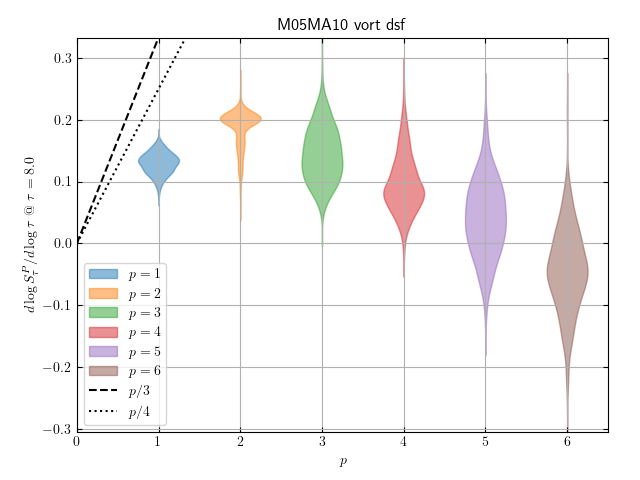 M05MA10 vort dsf
d log S_τ^P / d log τ @ τ = 8.0
0.3
0.2
0.1
0.0
−0.1
−0.2
−0.3
p = 1
p = 2
p = 3
p = 4
p = 5
p = 6
p/3
p/4
0 1 2 3 4 5 6
p